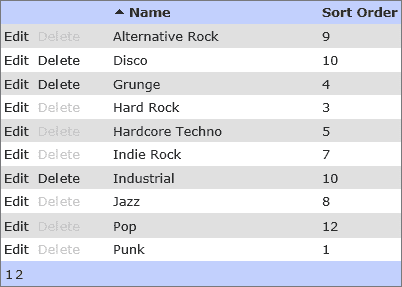 Name Sort Order
Edit Delete Alternative Rock 9
Edit Delete Disco 10
Edit Delete Grunge 4
Edit Delete Hard Rock 3
Edit Delete Hardcore Techno 5
Edit Delete Indie Rock 7
Edit Delete Industrial 10
Edit Delete Jazz 8
Edit Delete Pop 12
Edit Delete Punk 1
1 2